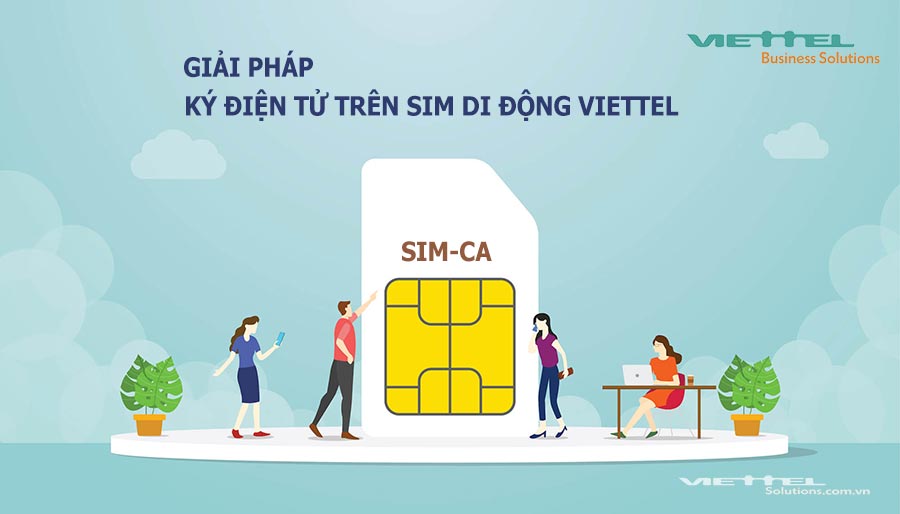 VIETTEL
Business Solutions
GIẢI PHÁP
KÝ ĐIỆN TỬ TRÊN SIM DI ĐỘNG VIETTEL
SIM-CA
VIETTEL
Solutions.com.vn